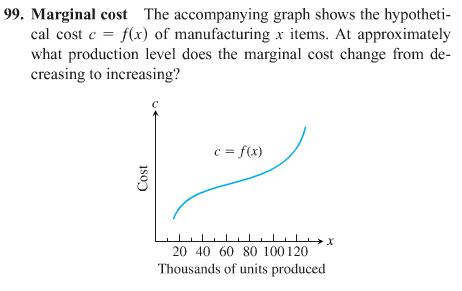 99. Marginal cost The accompanying graph shows the hypotheti-
cal cost c = f(x) of manufacturing x items. At approximately
what production level does the marginal cost change from de-
creasing to increasing?
c
c = f(x)
Cost
x
20 40 60 80 100 120
Thousands of units produced